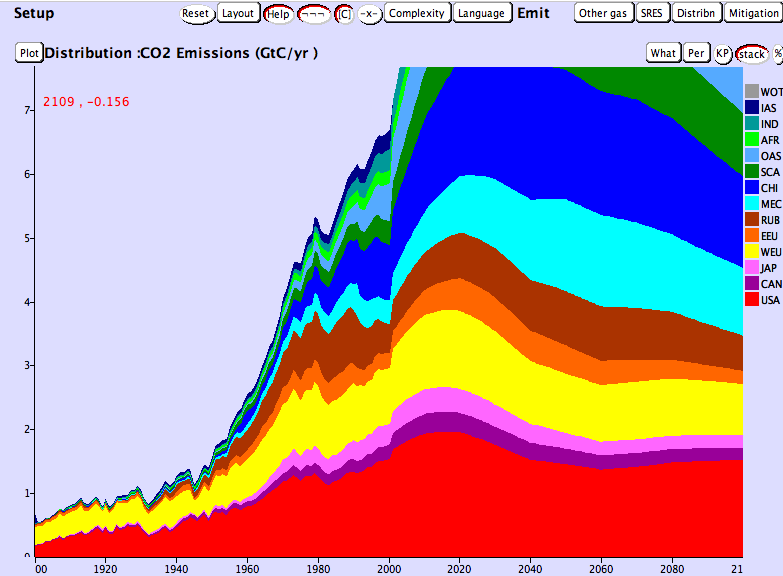 Setup Reset Layout Help ¬¬¬ [C] -x- Complexity Language Emit Other gas SRES Distribn Mitigation
Plot Distribution :CO2 Emissions (GtC/yr ) What Per KP stack %
2109 , -0.156
7
6
5
4
3
2
1
0
00 1920 1940 1960 1980 2000 2020 2040 2060 2080 21
WOT
IAS
IND
AFR
OAS
SCA
CHI
MEC
RUB
EEU
WEU
JAP
CAN
USA